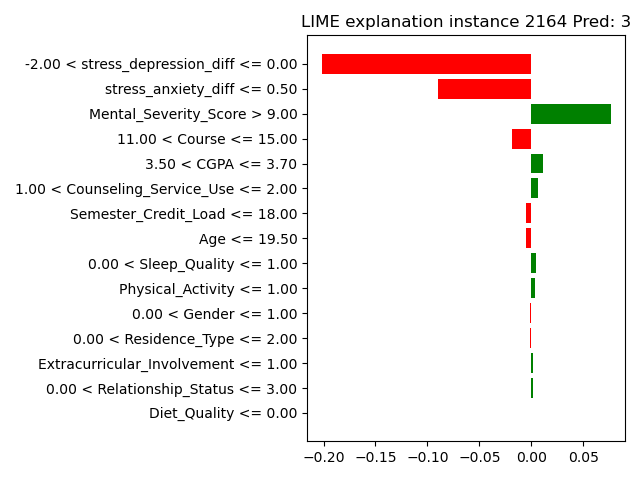 LIME explanation instance 2164 Pred: 3
-2.00 < stress_depression_diff <= 0.00
stress_anxiety_diff <= 0.50
Mental_Severity_Score > 9.00
11.00 < Course <= 15.00
3.50 < CGPA <= 3.70
1.00 < Counseling_Service_Use <= 2.00
Semester_Credit_Load <= 18.00
Age <= 19.50
0.00 < Sleep_Quality <= 1.00
Physical_Activity <= 1.00
0.00 < Gender <= 1.00
0.00 < Residence_Type <= 2.00
Extracurricular_Involvement <= 1.00
0.00 < Relationship_Status <= 3.00
Diet_Quality <= 0.00
−0.20 −0.15 −0.10 −0.05 0.00 0.05